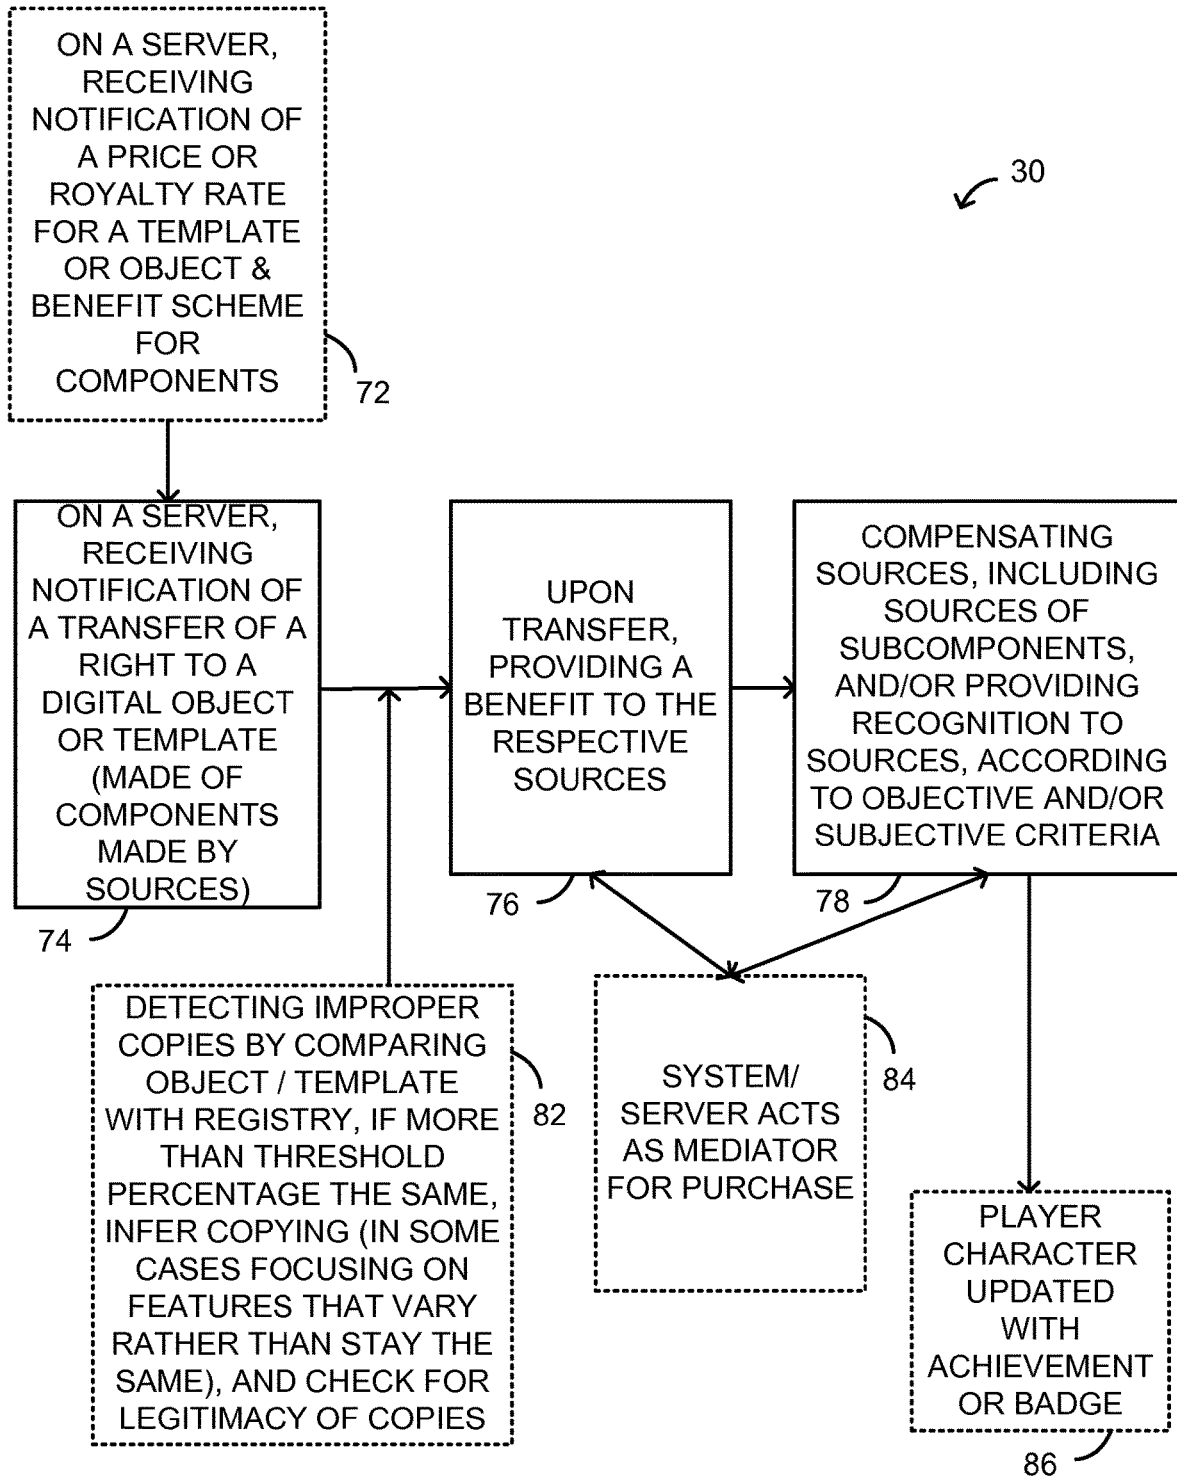 ON A SERVER,
RECEIVING
NOTIFICATION OF
A PRICE OR
ROYALTY RATE
FOR A TEMPLATE
OR OBJECT &
BENEFIT SCHEME
FOR
COMPONENTS
72
30
ON A SERVER,
RECEIVING
NOTIFICATION OF
A TRANSFER OF A
RIGHT TO A
DIGITAL OBJECT
OR TEMPLATE
(MADE OF
COMPONENTS
MADE BY
SOURCES)
74
UPON
TRANSFER,
PROVIDING A
BENEFIT TO THE
RESPECTIVE
SOURCES
76
COMPENSATING
SOURCES, INCLUDING
SOURCES OF
SUBCOMPONENTS,
AND/OR PROVIDING
RECOGNITION TO
SOURCES, ACCORDING
TO OBJECTIVE AND/OR
SUBJECTIVE CRITERIA
78
DETECTING IMPROPER
COPIES BY COMPARING
OBJECT / TEMPLATE
WITH REGISTRY, IF MORE
THAN THRESHOLD
PERCENTAGE THE SAME,
INFER COPYING (IN SOME
CASES FOCUSING ON
FEATURES THAT VARY
RATHER THAN STAY THE
SAME), AND CHECK FOR
LEGITIMACY OF COPIES
82
SYSTEM/
SERVER ACTS
AS MEDIATOR
FOR PURCHASE
84
PLAYER
CHARACTER
UPDATED
WITH
ACHIEVEMENT
OR BADGE
86